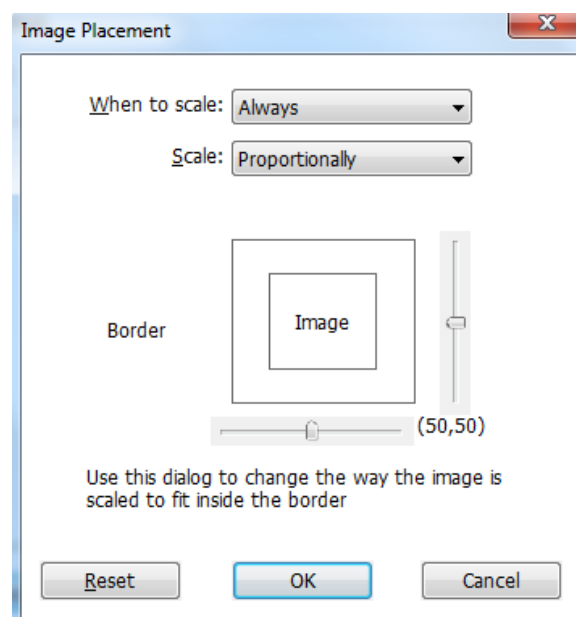 Image Placement
When to scale: Always
Scale: Proportionally
Image
Border
(50,50)
Use this dialog to change the way the image is
scaled to fit inside the border
Reset OK Cancel